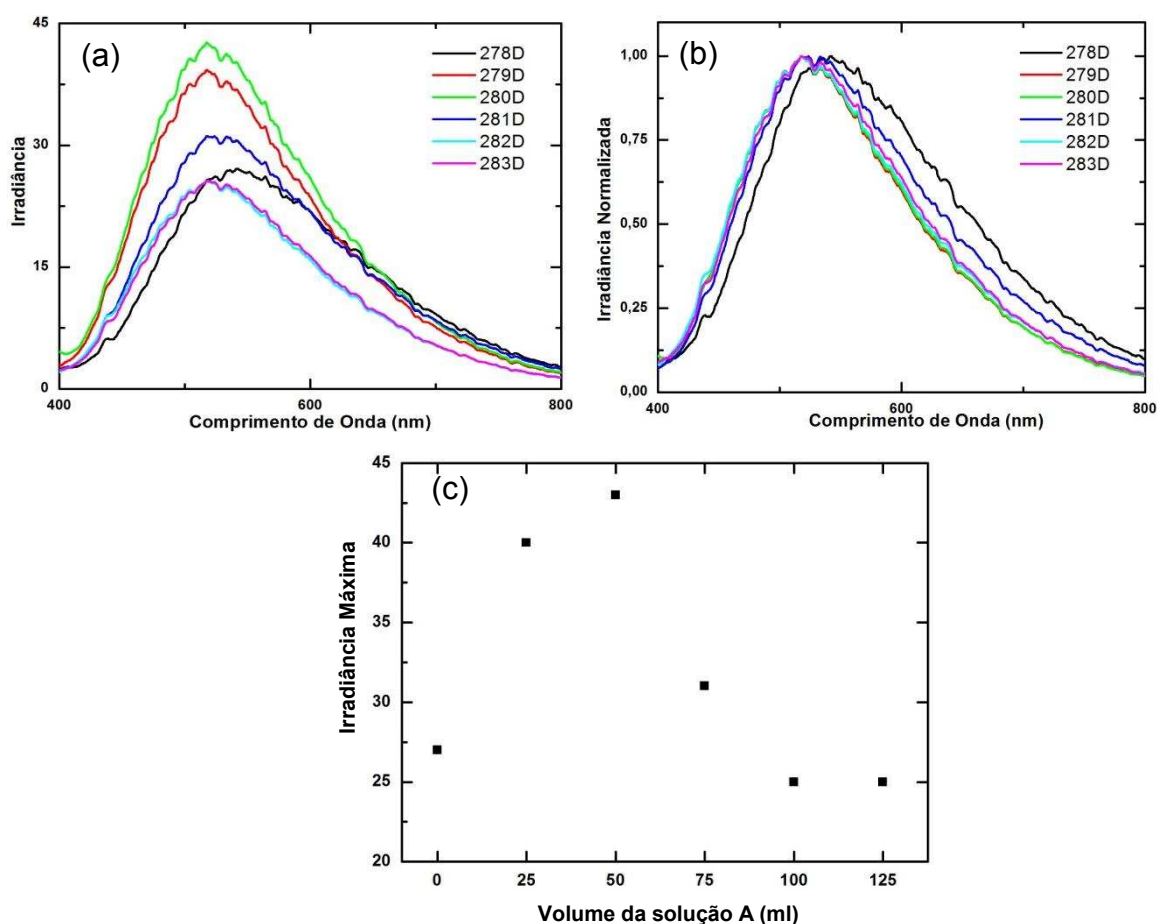 (a)
45
30
15
0
Irradiância
278D
279D
280D
281D
282D
283D
400
600
800
Comprimento de Onda (nm)
(b)
1,00
0,75
0,50
0,25
0,00
Irradiância Normalizada
278D
279D
280D
281D
282D
283D
400
600
800
Comprimento de Onda (nm)
(c)
45
40
35
30
25
20
Irradiância Máxima
0
25
50
75
100
125
Volume da solução A (ml)